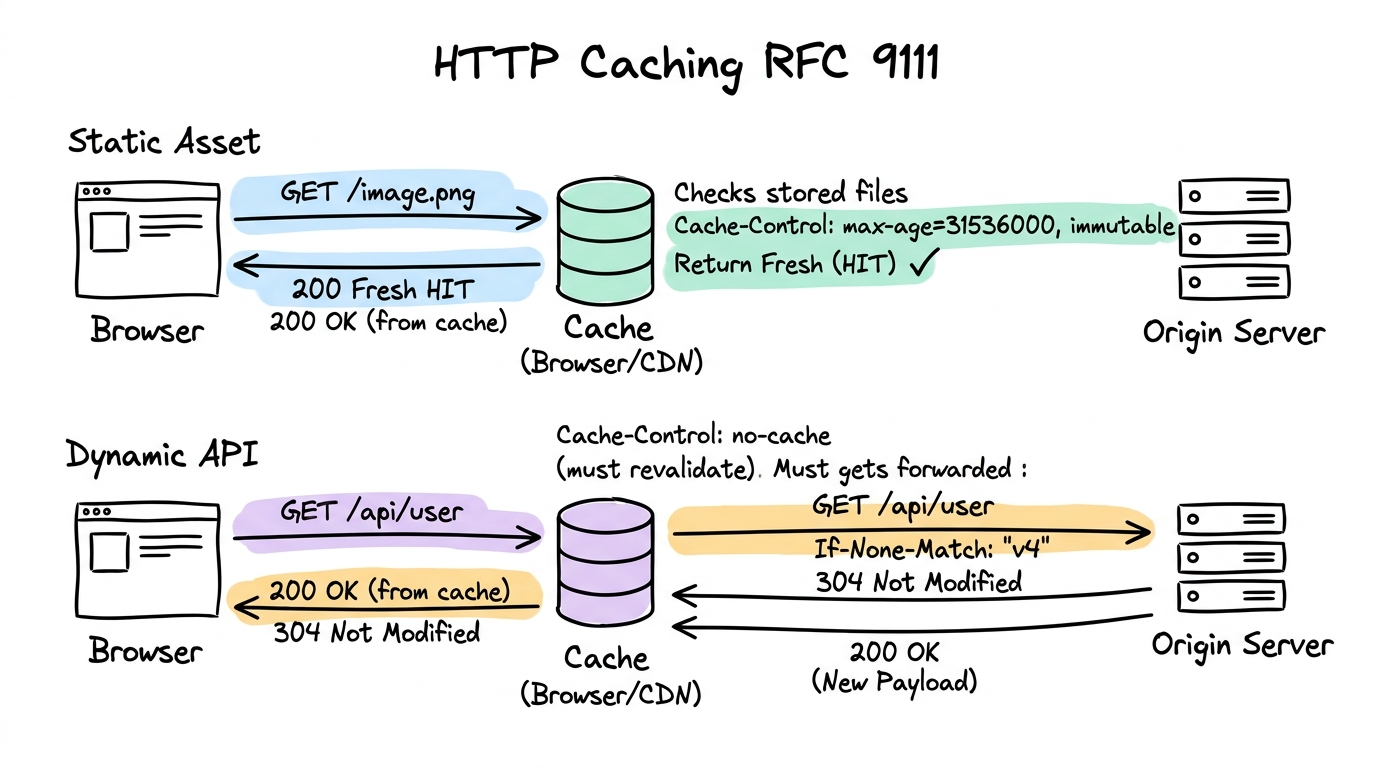 HTTP Caching RFC 9111
Static Asset
GET /image.png
200 Fresh HIT
200 OK (from cache)
Browser
Cache
(Browser/CDN)
Checks stored files
Cache-Control: max-age=31536000, immutable
Return Fresh (HIT) ✓
Origin Server
Dynamic API
Cache-Control: no-cache
(must revalidate). Must gets forwarded :
GET /api/user
200 OK (from cache)
304 Not Modified
Browser
Cache
(Browser/CDN)
GET /api/user
If-None-Match: "v4"
304 Not Modified
200 OK
(New Payload)
Origin Server